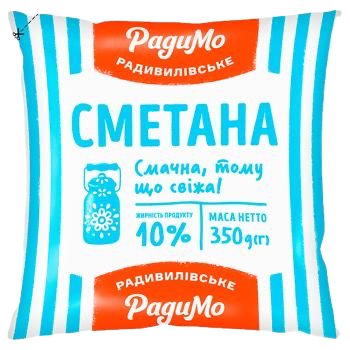 РадиМо
РАДИВИЛІВСЬКЕ
СМЕТАНА
Смачна, тому
що свіжа!
ЖИРНІСТЬ ПРОДУКТУ
10%
МАСА НЕТТО
350g(г)
РАДИВИЛІВСЬКЕ
РадиМо